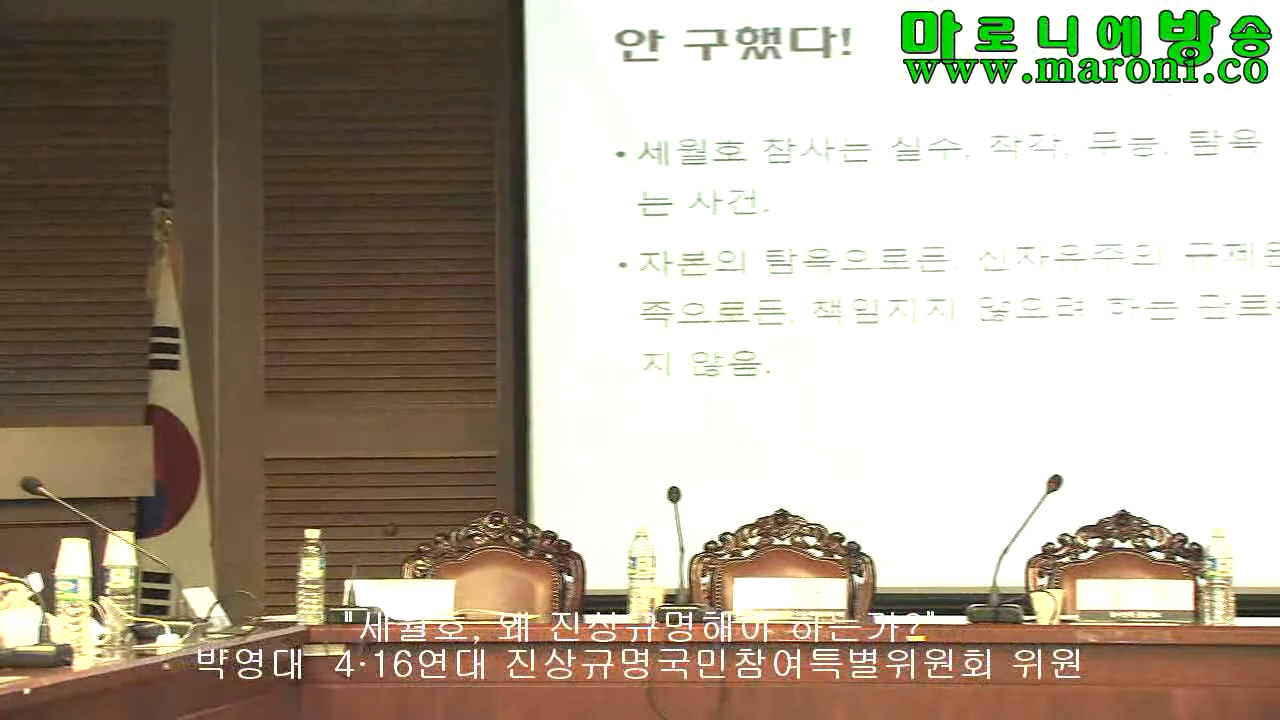 안 구했다!
마로니에방송
www.maroni.co
• 세월호 참사는 실수, 착각, 무능, 탐욕
는 사건.
• 자본의 탐욕으로든, 신자유주의 규제완
족으로든, 책임지지 않으려 하는 관료
지 않음.
"세월호, 왜 진상규명해야 하는가?"
박영대 4·16연대 진상규명국민참여특별위원회 위원